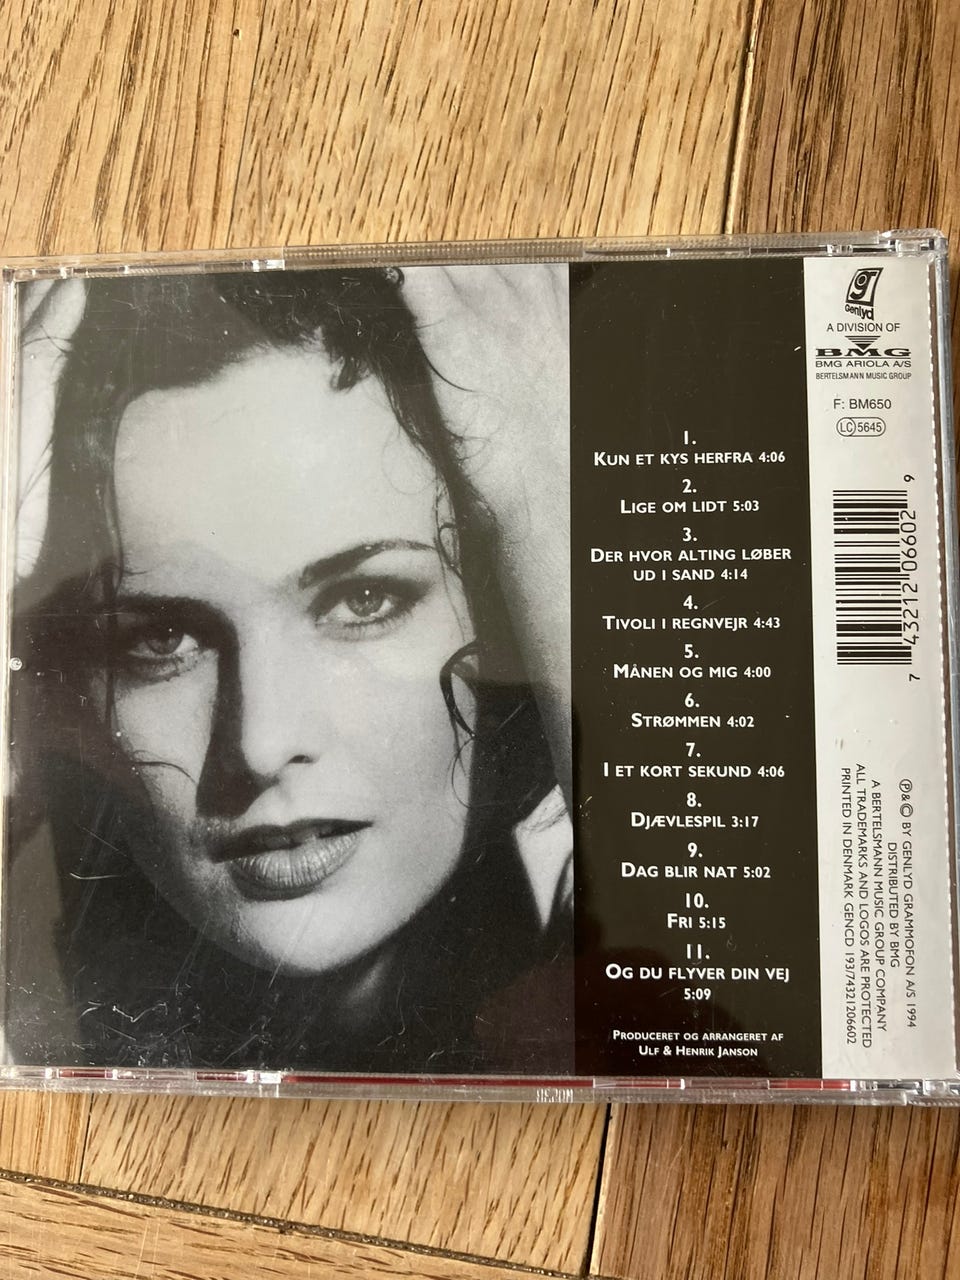 1.
KUN ET KYS HERFRA 4:06
2.
LIGE OM LIDT 5:03
3.
DER HVOR ALTING LØBER
UD I SAND 4:14
4.
TIVOLI I REGNVEJR 4:43
5.
MÅNEN OG MIG 4:00
6.
STRØMMEN 4:02
7.
I ET KORT SEKUND 4:06
8.
DJÆVLESPIL 3:17
9.
DAG BLIR NAT 5:02
10.
FRI 5:15
11.
OG DU FLYVER DIN VEJ
5:09
PRODUCERET OG ARRANGERET AF
ULF & HENRIK JANSON
Genlyd
A DIVISION OF
BMG
BMG ARIOLA A/S
BERTELSMANN MUSIC GROUP
F: BM650
LC 5645
7 43212 06602 9
℗&© BY GENLYD GRAMMOFON A/S 1994
DISTRIBUTED BY BMG
A BERTELSMANN MUSIC GROUP COMPANY
ALL TRADEMARKS AND LOGOS ARE PROTECTED
PRINTED IN DENMARK GENCD 193/74321206602